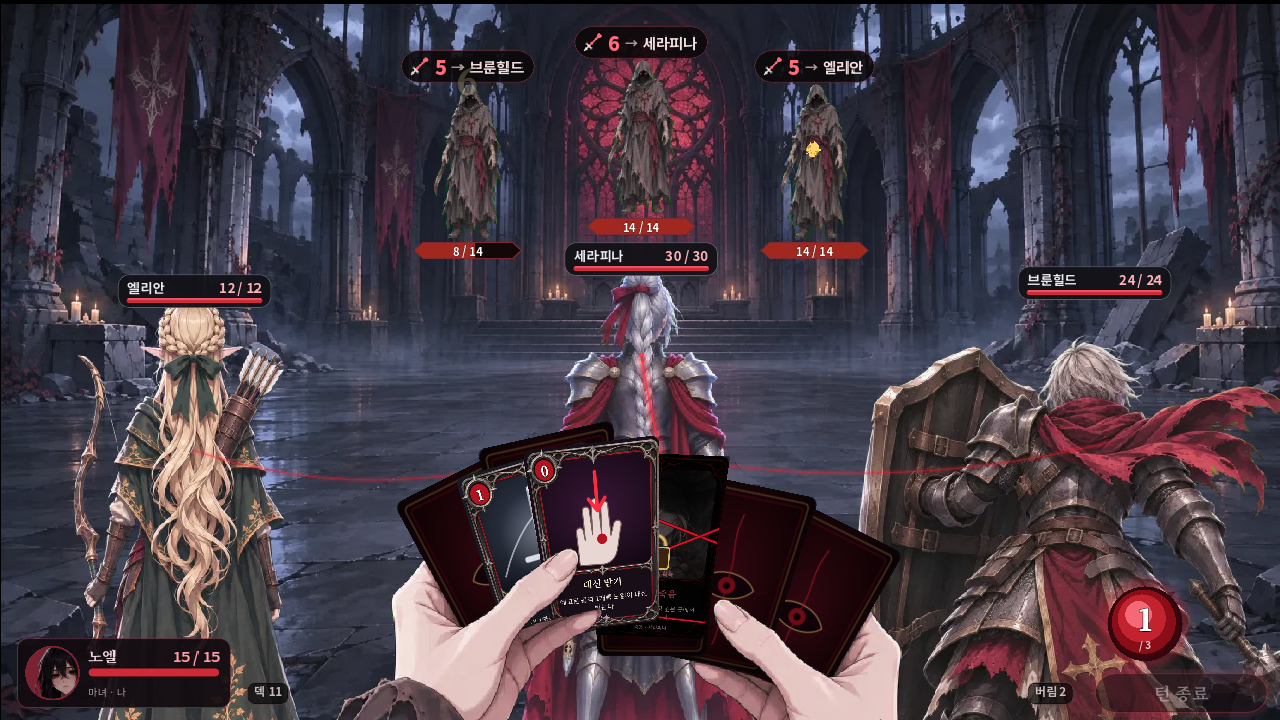 6 → 세라피나
5 → 브룬힐드
5 → 엘리안
14 / 14
8 / 14
14 / 14
세라피나 30 / 30
엘리안 12 / 12
브룬힐드 24 / 24
1
0
대신 받기
노엘 15 / 15
마녀 · 나
덱 11
버림 2
1
/ 3
턴 종료